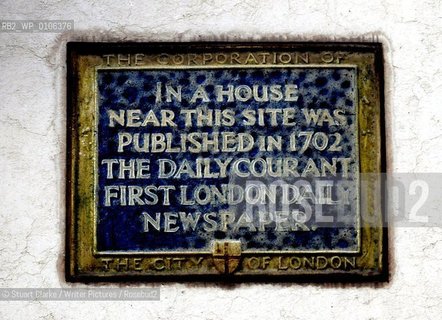 RB2 WP 0106376
THE CORPORATION OF
IN A HOUSE
NEAR THIS SITE WAS
PUBLISHED IN 1702
THE DAILY COURANT
FIRST LONDON DAILY
NEWSPAPER.
THE CITY OF LONDON
Rosebud2
© Stuart Clarke / Writer Pictures / Rosebud2